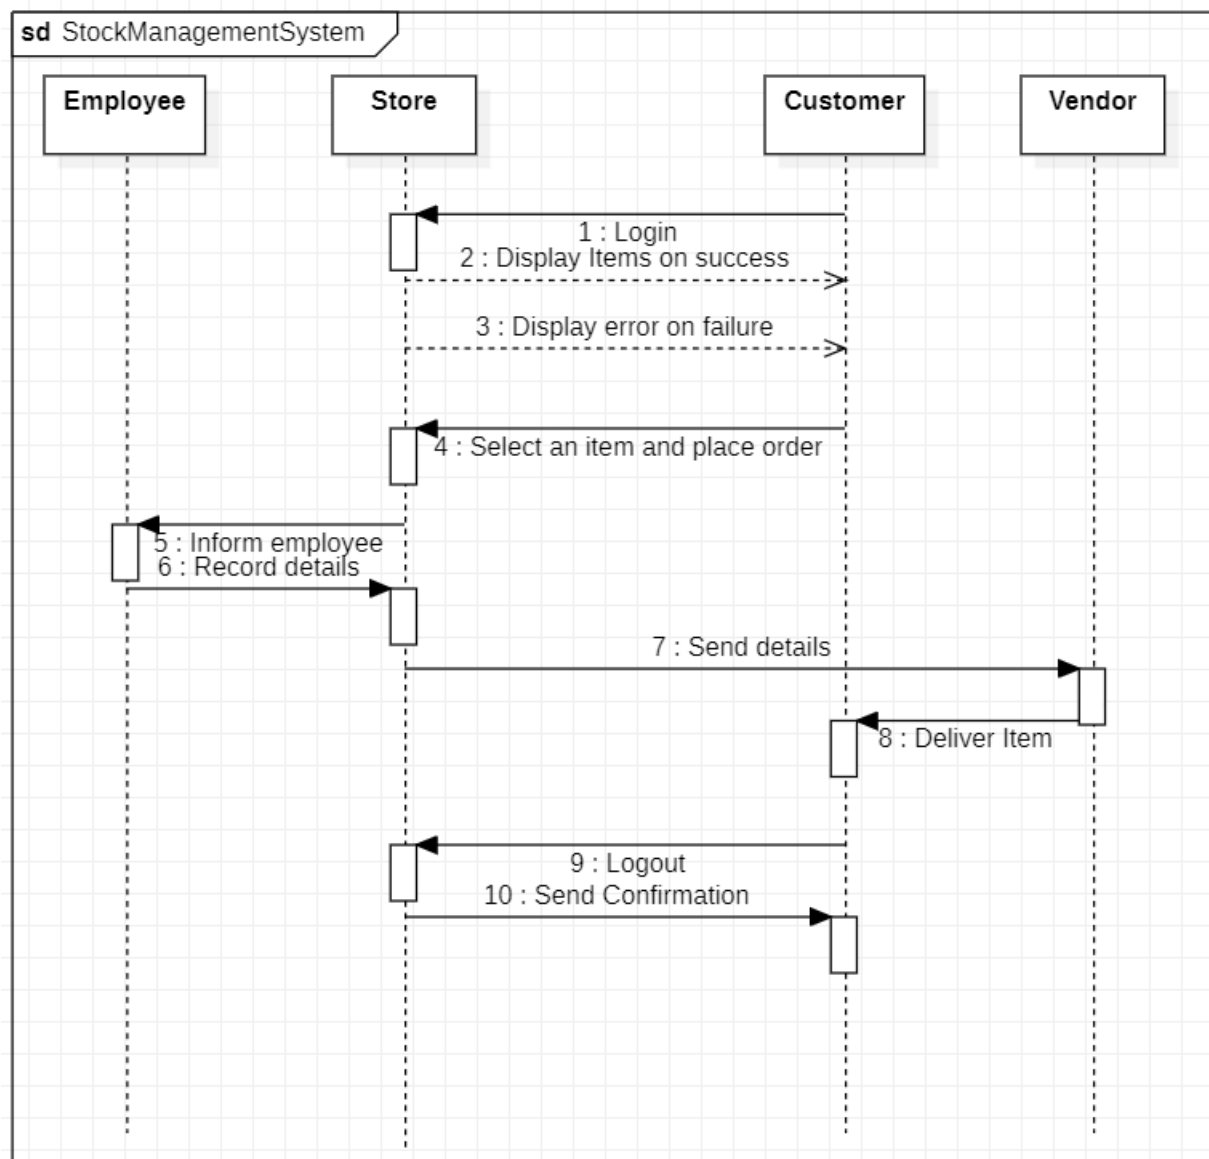 sd StockManagementSystem
Employee
Store
Customer
Vendor
1 : Login
2 : Display Items on success
3 : Display error on failure
4 : Select an item and place order
5 : Inform employee
6 : Record details
7 : Send details
8 : Deliver Item
9 : Logout
10 : Send Confirmation